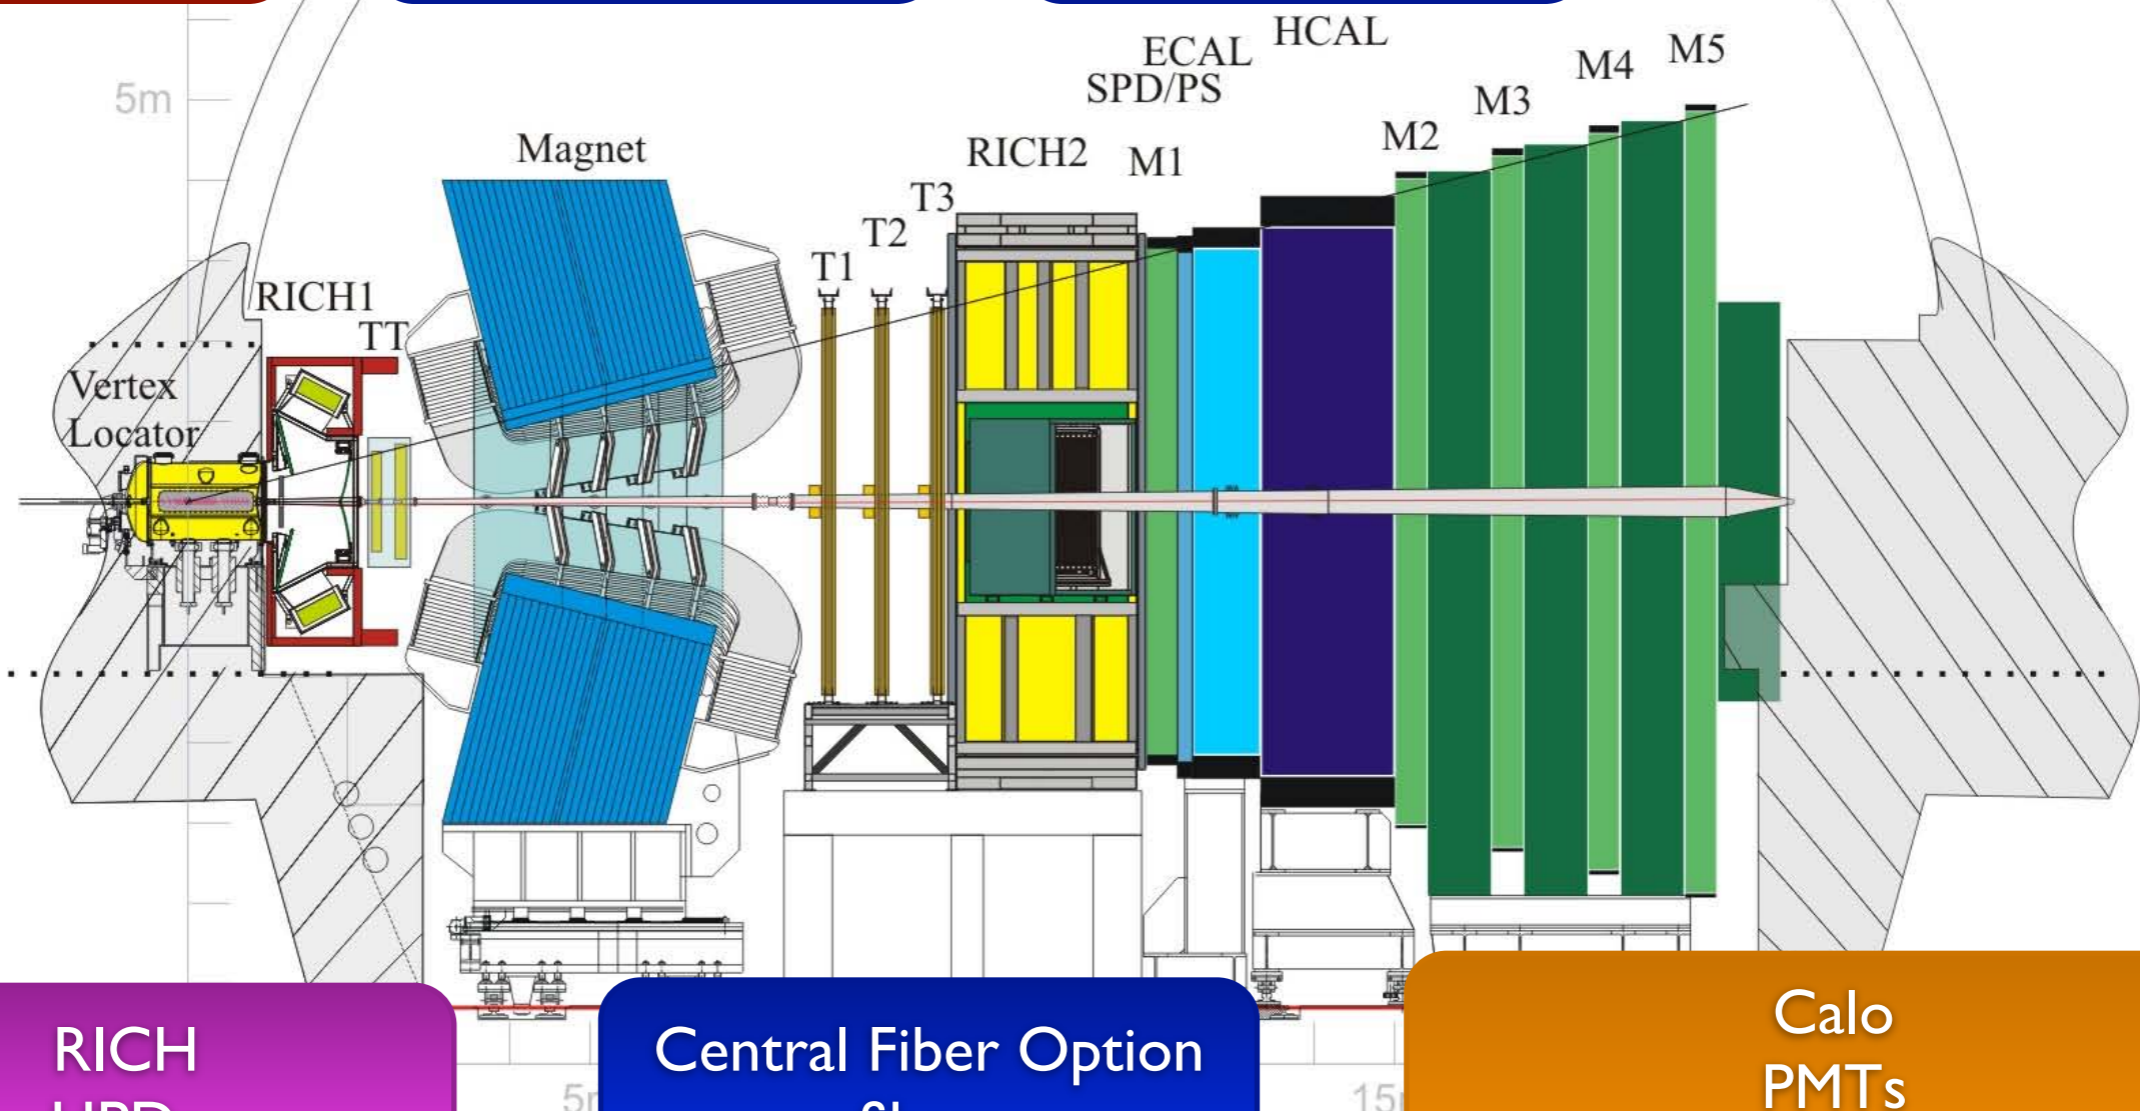 HCAL
ECAL
M5
M4
SPD/PS
5m
M3
M2
Magnet
RICH2
M1
T3
T2
T1
RICH1
TT
Vertex
Locator
Calo
RICH
Central Fiber Option
PMTs